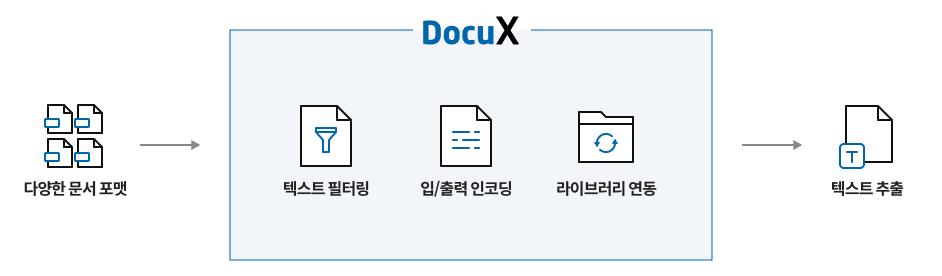 DocuX
다양한 문서 포맷
텍스트 필터링
입/출력 인코딩
라이브러리 연동
T
텍스트 추출